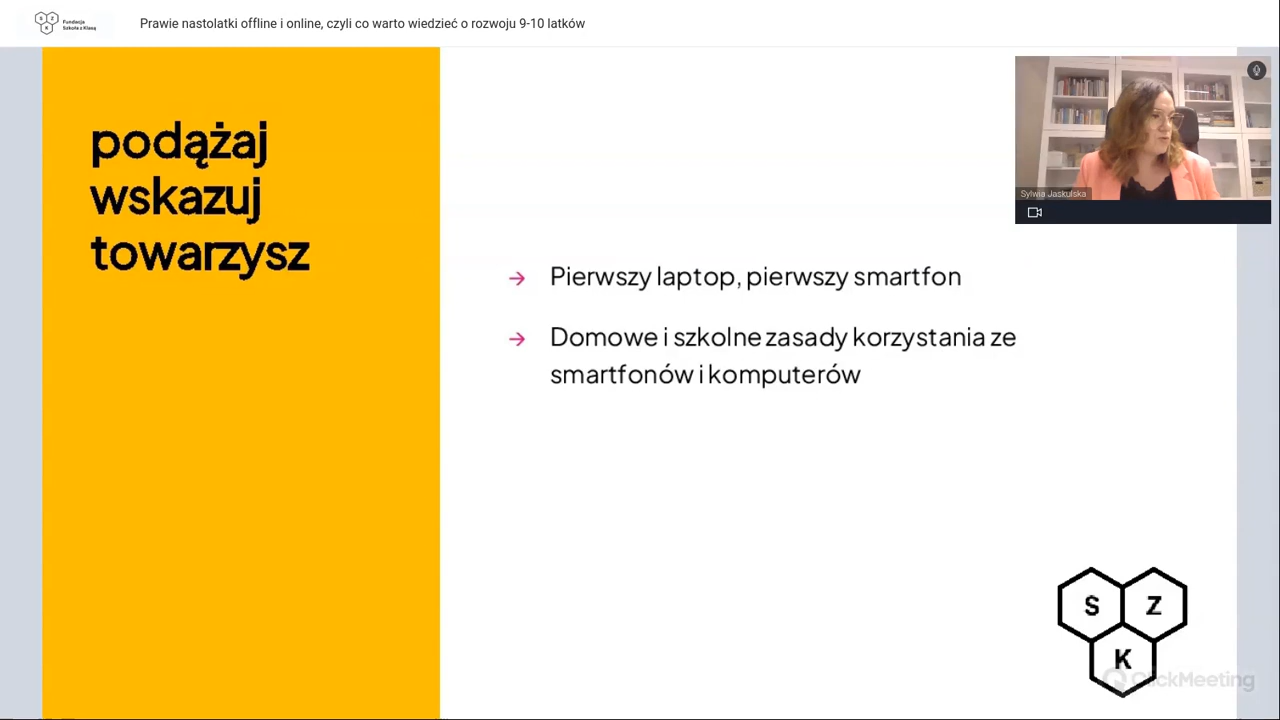 S Z K
Fundacja
Szkoła z Klasą
Prawie nastolatki offline i online, czyli co warto wiedzieć o rozwoju 9-10 latków
podążaj
wskazuj
towarzysz
Sylwia Jaskulska
→ Pierwszy laptop, pierwszy smartfon
→ Domowe i szkolne zasady korzystania ze
smartfonów i komputerów
S Z
K
ClickMeeting